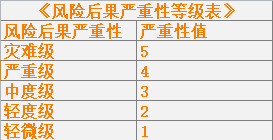 《风险后果严重性等级表》
风险后果严重性 严重性值
灾难级 5
严重级 4
中度级 3
轻度级 2
轻微级 1